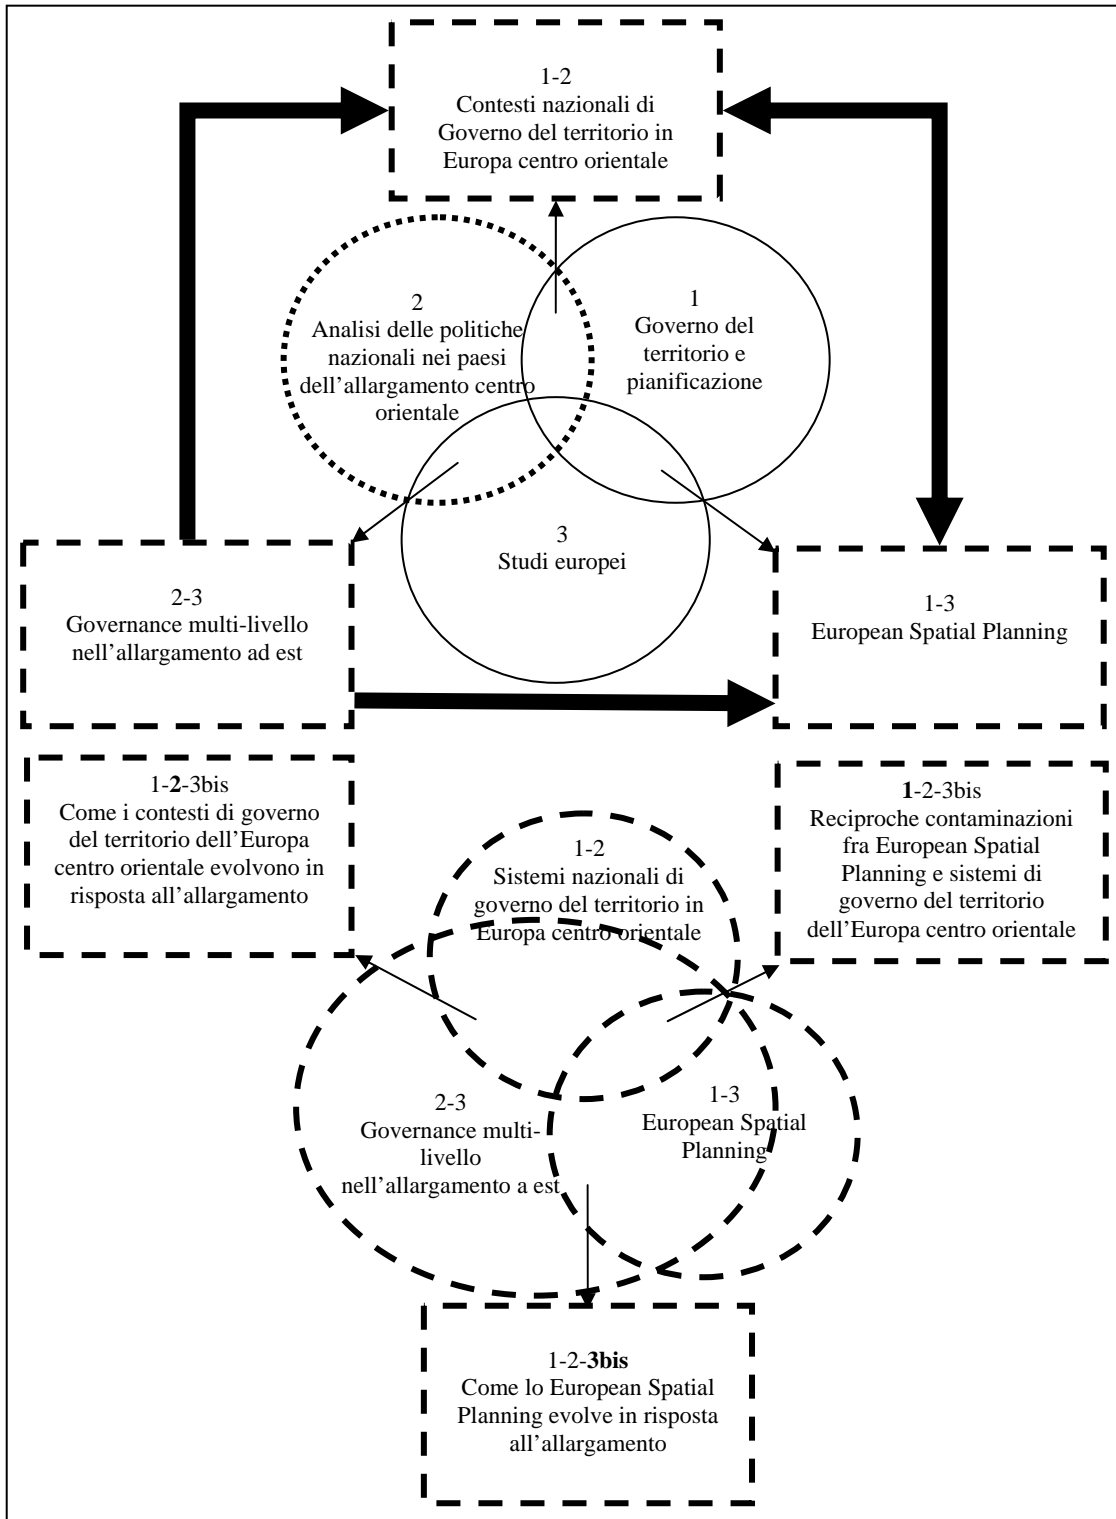 1-2
Contesti nazionali di
Governo del territorio in
Europa centro orientale
2
Analisi delle politiche
nazionali nei paesi
dell’allargamento centro
orientale
1
Governo del
territorio e
pianificazione
3
Studi europei
2-3
Governance multi-livello
nell’allargamento ad est
1-3
European Spatial Planning
1-2-3bis
Come i contesti di governo
del territorio dell’Europa
centro orientale evolvono in
risposta all’allargamento
1-2-3bis
Reciproche contaminazioni
fra European Spatial
Planning e sistemi di
governo del territorio
dell’Europa centro orientale
1-2
Sistemi nazionali di
governo del territorio in
Europa centro orientale
2-3
Governance multi-
livello
nell’allargamento a est
1-3
European Spatial
Planning
1-2-3bis
Come lo European Spatial
Planning evolve in risposta
all’allargamento